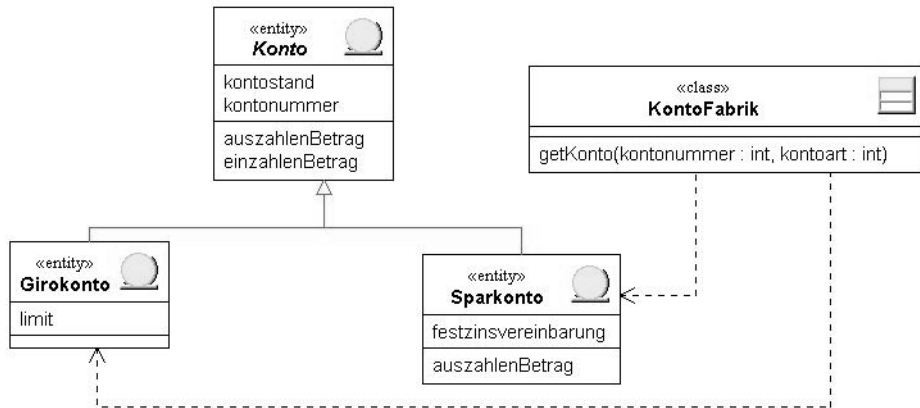 «entity»
Konto
kontostand
kontonummer
auszahlenBetrag
einzahlenBetrag
«class»
KontoFabrik
getKonto(kontonummer : int, kontoart : int)
«entity»
Girokonto
limit
«entity»
Sparkonto
festzinsvereinbarung
auszahlenBetrag